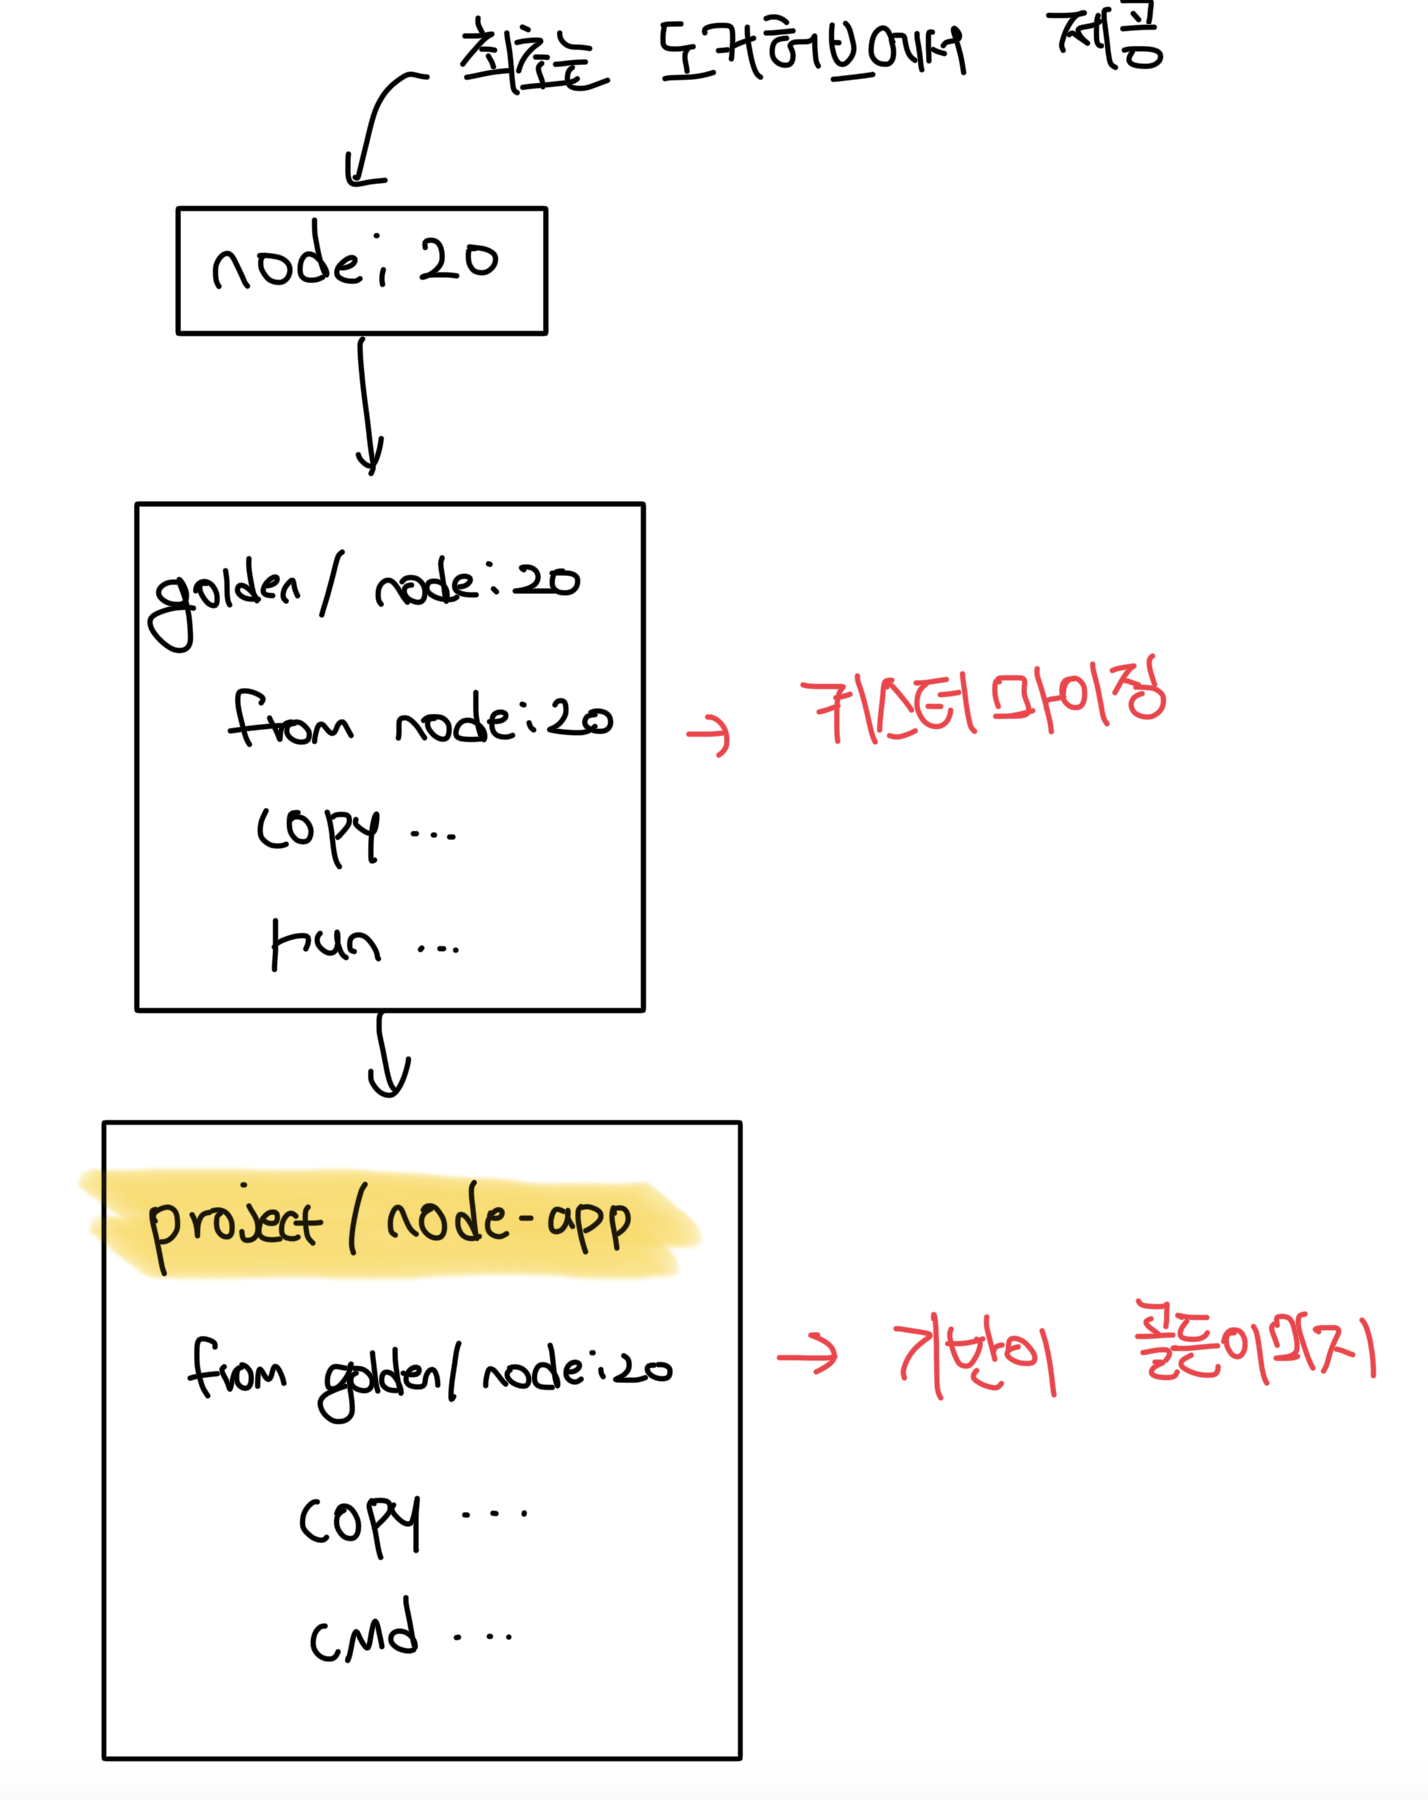 최초는 도커허브에서 제공
node: 20
golden/ node:20
from node:20
→ 커스터마이징
copy ...
run ...
project / node-app
from golden/ node:20
→ 기반이 골든이미지
copy ...
cmd ...